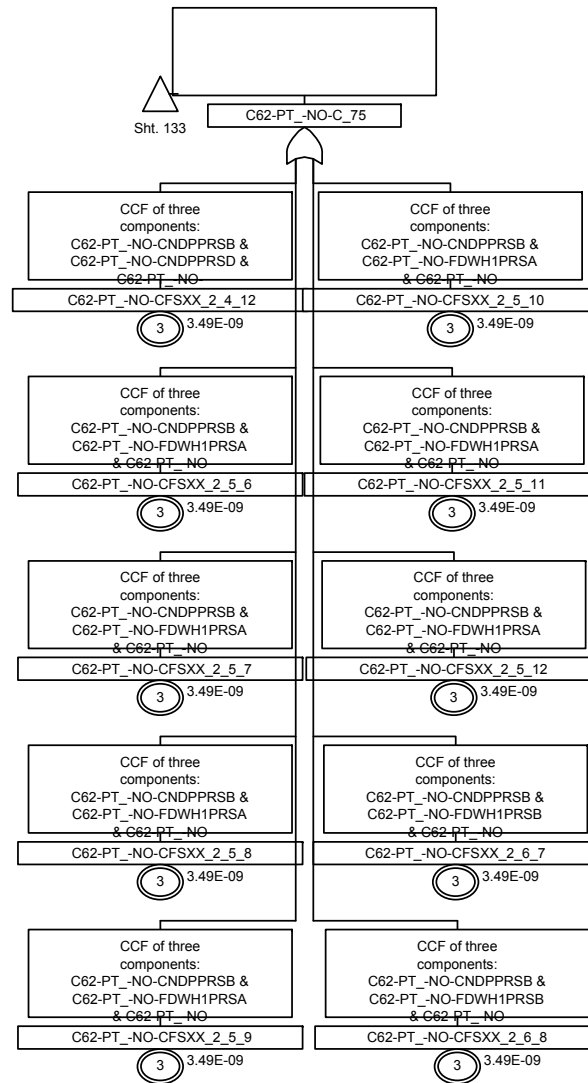 C62-PT_-NO-C_75
Sht. 133
CCF of three
components:
C62-PT_-NO-CNDPPRSB &
C62-PT_-NO-CNDPPRSD &
C62-PT_-NO-
C62-PT_-NO-CFSXX_2_4_12
3
3.49E-09
CCF of three
components:
C62-PT_-NO-CNDPPRSB &
C62-PT_-NO-FDWH1PRSA
& C62-PT_-NO
C62-PT_-NO-CFSXX_2_5_10
3
3.49E-09
CCF of three
components:
C62-PT_-NO-CNDPPRSB &
C62-PT_-NO-FDWH1PRSA
& C62-PT_-NO
C62-PT_-NO-CFSXX_2_5_6
3
3.49E-09
CCF of three
components:
C62-PT_-NO-CNDPPRSB &
C62-PT_-NO-FDWH1PRSA
& C62-PT_-NO
C62-PT_-NO-CFSXX_2_5_11
3
3.49E-09
CCF of three
components:
C62-PT_-NO-CNDPPRSB &
C62-PT_-NO-FDWH1PRSA
& C62-PT_-NO
C62-PT_-NO-CFSXX_2_5_7
3
3.49E-09
CCF of three
components:
C62-PT_-NO-CNDPPRSB &
C62-PT_-NO-FDWH1PRSA
& C62-PT_-NO
C62-PT_-NO-CFSXX_2_5_12
3
3.49E-09
CCF of three
components:
C62-PT_-NO-CNDPPRSB &
C62-PT_-NO-FDWH1PRSA
& C62-PT_-NO
C62-PT_-NO-CFSXX_2_5_8
3
3.49E-09
CCF of three
components:
C62-PT_-NO-CNDPPRSB &
C62-PT_-NO-FDWH1PRSB
& C62-PT_-NO
C62-PT_-NO-CFSXX_2_6_7
3
3.49E-09
CCF of three
components:
C62-PT_-NO-CNDPPRSB &
C62-PT_-NO-FDWH1PRSA
& C62-PT_-NO
C62-PT_-NO-CFSXX_2_5_9
3
3.49E-09
CCF of three
components:
C62-PT_-NO-CNDPPRSB &
C62-PT_-NO-FDWH1PRSB
& C62-PT_-NO
C62-PT_-NO-CFSXX_2_6_8
3
3.49E-09